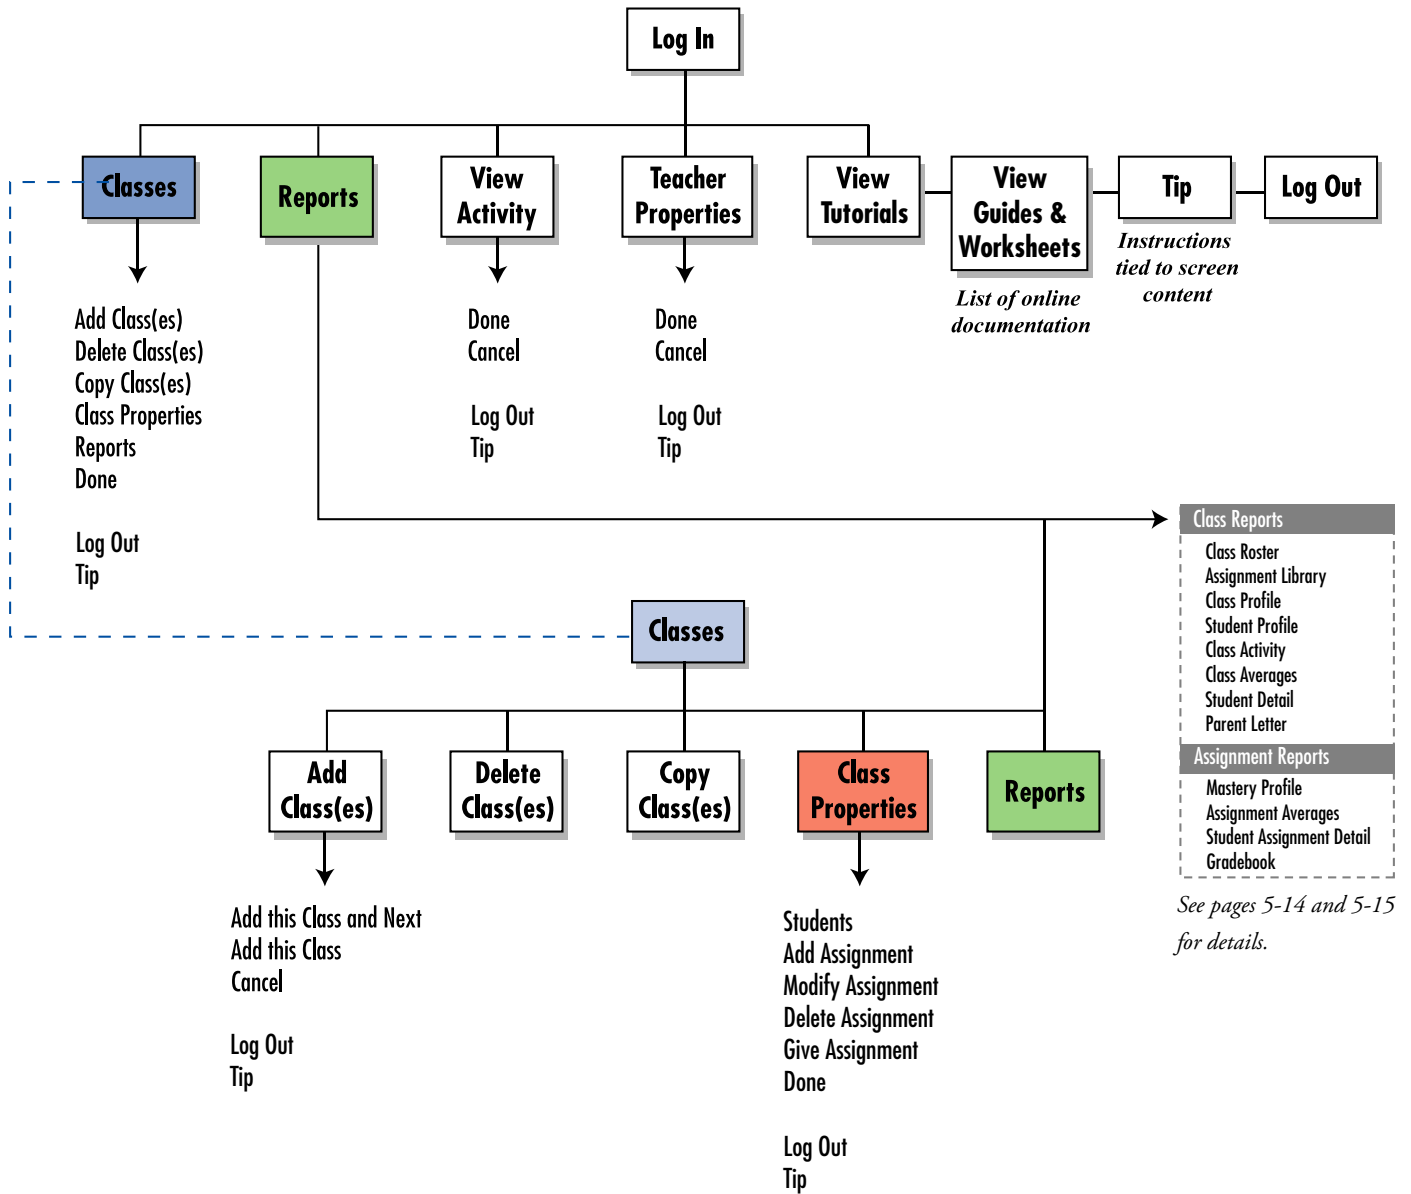 Log In
Classes
Reports
View
Activity
Teacher
Properties
View
Tutorials
View
Guides &
Worksheets
Tip
Log Out
List of online
documentation
Instructions
tied to screen
content
Add Class(es)
Delete Class(es)
Copy Class(es)
Class Properties
Reports
Done
Log Out
Tip
Done
Cancel
Log Out
Tip
Done
Cancel
Log Out
Tip
Class Reports
Class Roster
Assignment Library
Class Profile
Student Profile
Class Activity
Class Averages
Student Detail
Parent Letter
Assignment Reports
Mastery Profile
Assignment Averages
Student Assignment Detail
Gradebook
See pages 5-14 and 5-15
for details.
Classes
Add
Class(es)
Delete
Class(es)
Copy
Class(es)
Class
Properties
Reports
Add this Class and Next
Add this Class
Cancel
Log Out
Tip
Students
Add Assignment
Modify Assignment
Delete Assignment
Give Assignment
Done
Log Out
Tip